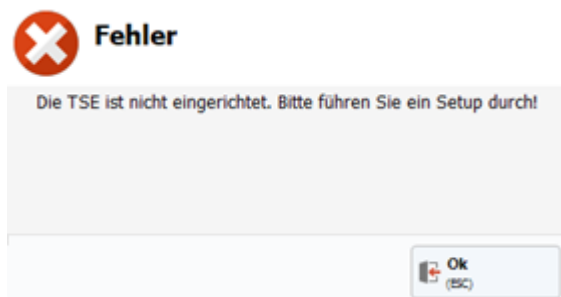 Fehler
Die TSE ist nicht eingerichtet. Bitte führen Sie ein Setup durch!
Ok
(ESC)